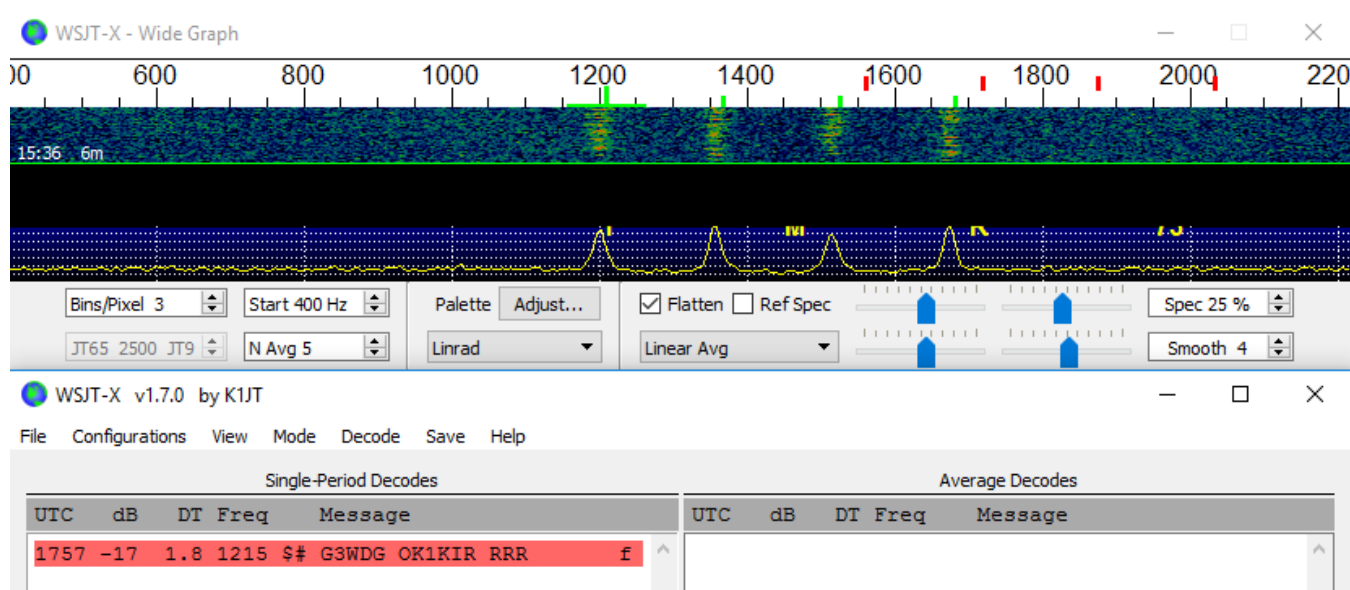 WSJT-X - Wide Graph
00 600 800 1000 1200 1400 1600 1800 2000 220
15:36 6m
M K 73
Bins/Pixel 3 Start 400 Hz Palette Adjust... Flatten Ref Spec Spec 25 %
JT65 2500 JT9 N Avg 5 Linrad Linear Avg Smooth 4
WSJT-X v1.7.0 by K1JT
File Configurations View Mode Decode Save Help
Single-Period Decodes Average Decodes
UTC dB DT Freq Message UTC dB DT Freq Message
1757 -17 1.8 1215 $# G3WDG OK1KIR RRR f